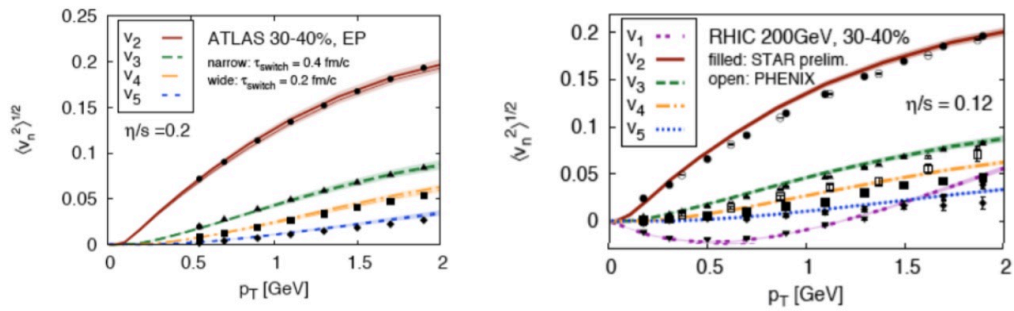 0.25
0.2
0.15
0.1
0.05
0
⟨vₙ²⟩¹/²
v₂
v₃
v₄
v₅
ATLAS 30-40%, EP
narrow: τswitch = 0.4 fm/c
wide: τswitch = 0.2 fm/c
η/s =0.2
0 0.5 1 1.5 2
pT [GeV]
0.2
0.15
0.1
0.05
0
⟨vₙ²⟩¹/²
v₁
v₂
v₃
v₄
v₅
RHIC 200GeV, 30-40%
filled: STAR prelim.
open: PHENIX
η/s = 0.12
0 0.5 1 1.5 2
pT [GeV]